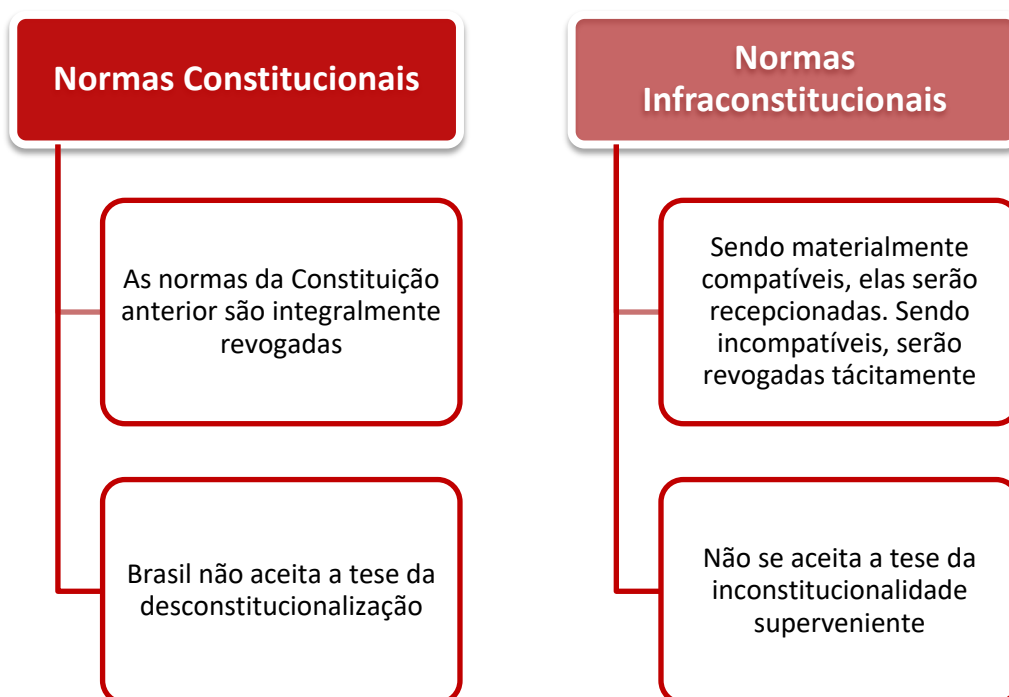 Normas Constitucionais
As normas da Constituição
anterior são integralmente
revogadas
Brasil não aceita a tese da
desconstitucionalização
Normas
Infraconstitucionais
Sendo materialmente
compatíveis, elas serão
recepcionadas. Sendo
incompatíveis, serão
revogadas tácitamente
Não se aceita a tese da
inconstitucionalidade
superveniente